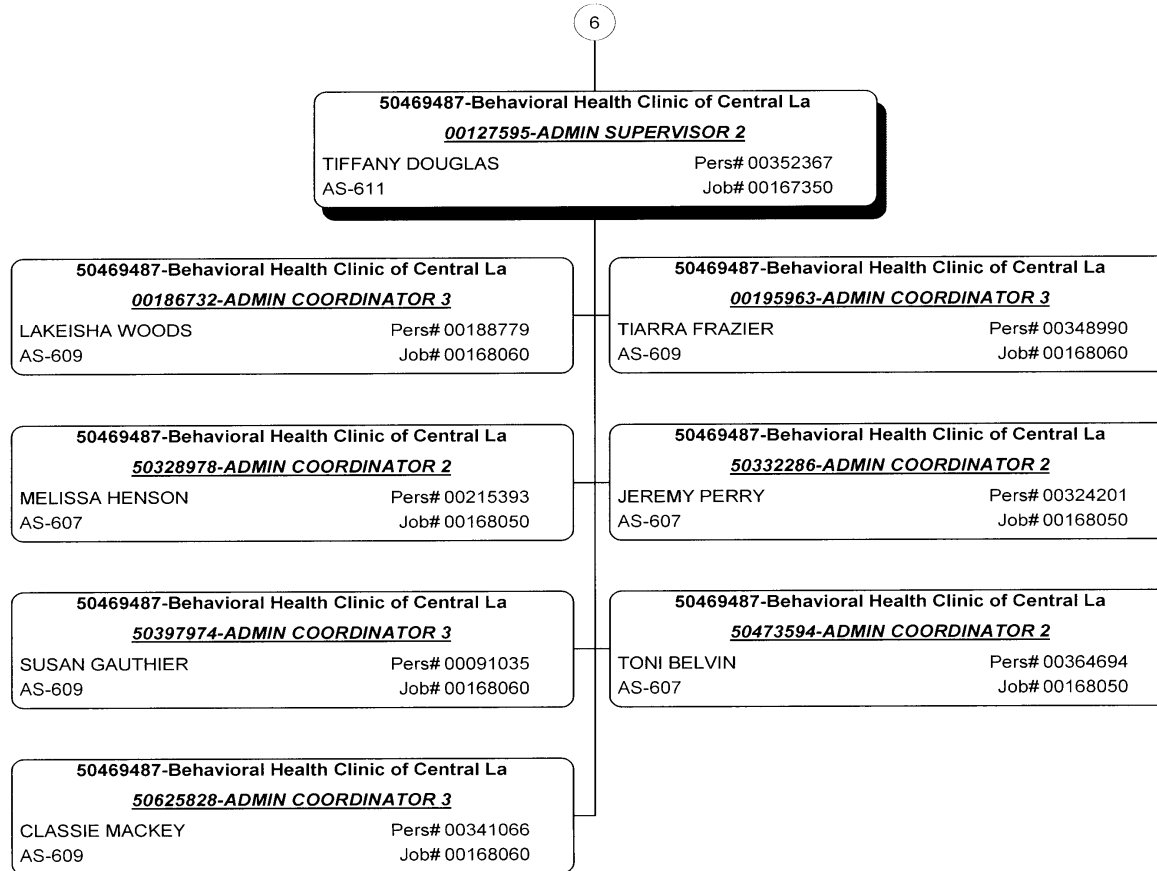 6
50469487-Behavioral Health Clinic of Central La
00127595-ADMIN SUPERVISOR 2
TIFFANY DOUGLAS Pers# 00352367
AS-611 Job# 00167350
50469487-Behavioral Health Clinic of Central La
00186732-ADMIN COORDINATOR 3
LAKEISHA WOODS Pers# 00188779
AS-609 Job# 00168060
50469487-Behavioral Health Clinic of Central La
00195963-ADMIN COORDINATOR 3
TIARRA FRAZIER Pers# 00348990
AS-609 Job# 00168060
50469487-Behavioral Health Clinic of Central La
50328978-ADMIN COORDINATOR 2
MELISSA HENSON Pers# 00215393
AS-607 Job# 00168050
50469487-Behavioral Health Clinic of Central La
50332286-ADMIN COORDINATOR 2
JEREMY PERRY Pers# 00324201
AS-607 Job# 00168050
50469487-Behavioral Health Clinic of Central La
50397974-ADMIN COORDINATOR 3
SUSAN GAUTHIER Pers# 00091035
AS-609 Job# 00168060
50469487-Behavioral Health Clinic of Central La
50473594-ADMIN COORDINATOR 2
TONI BELVIN Pers# 00364694
AS-607 Job# 00168050
50469487-Behavioral Health Clinic of Central La
50625828-ADMIN COORDINATOR 3
CLASSIE MACKEY Pers# 00341066
AS-609 Job# 00168060